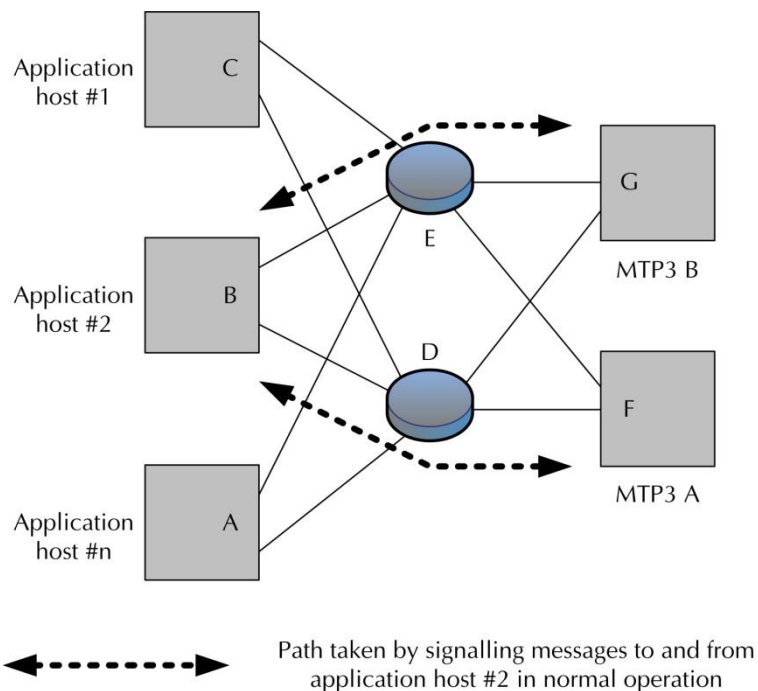 Application
host #1
C
E
G
MTP3 B
Application
host #2
B
D
F
MTP3 A
Application
host #n
A
Path taken by signalling messages to and from
application host #2 in normal operation